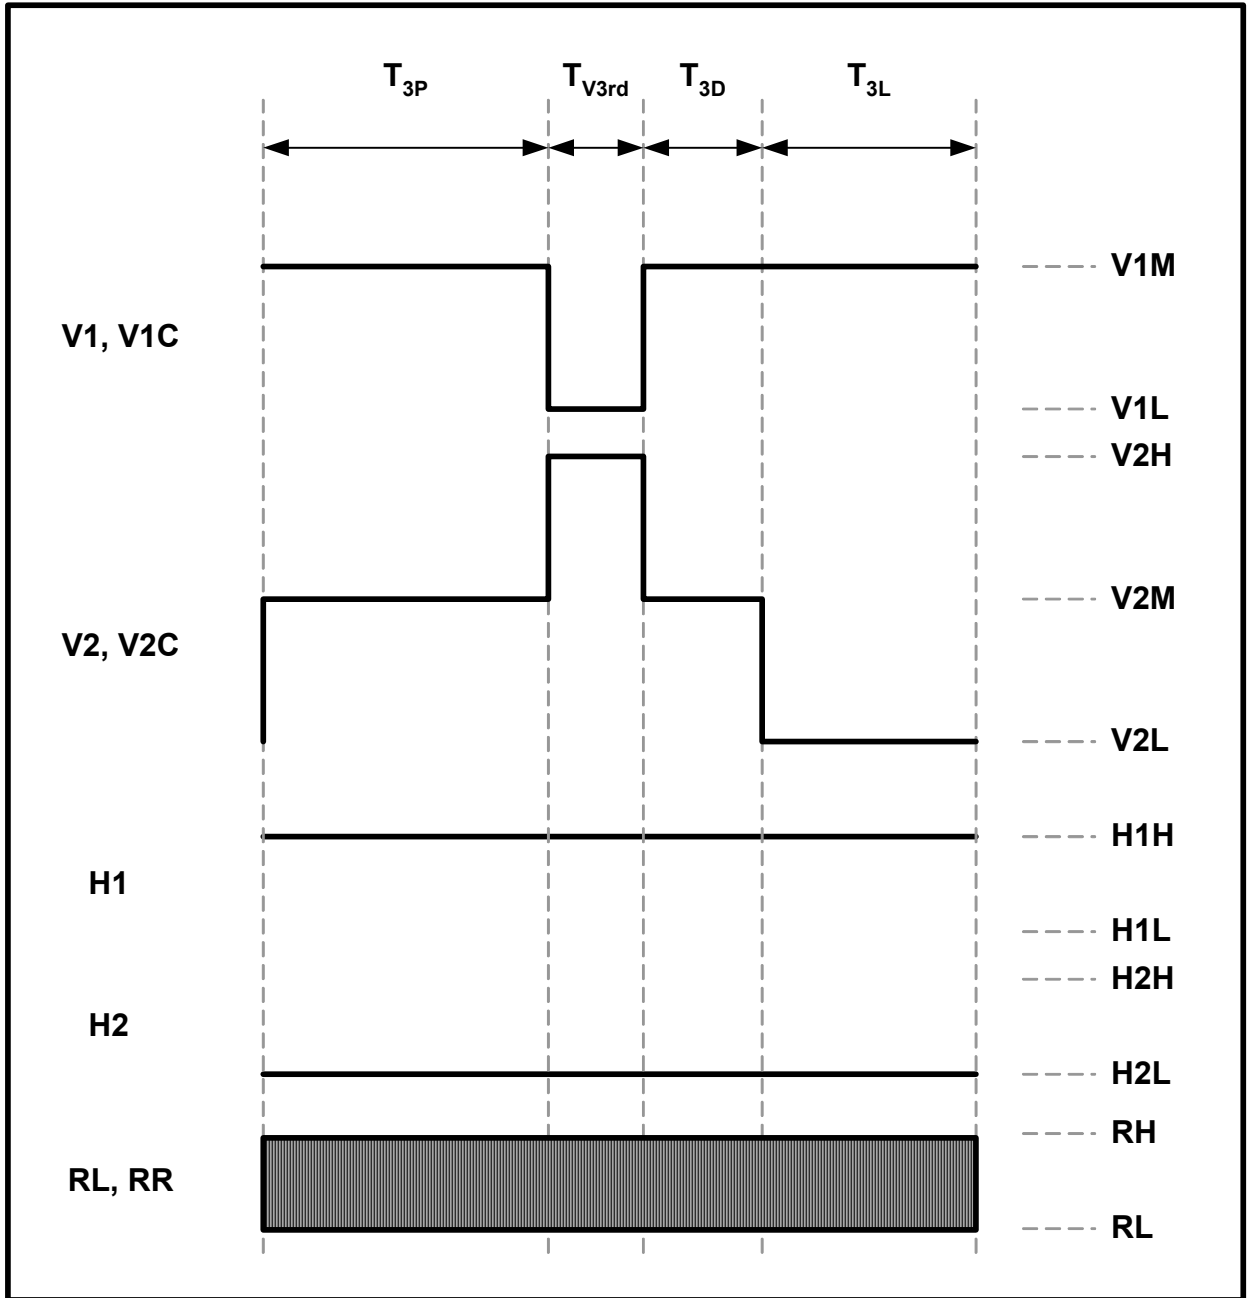 T3P TV3rd T3D T3L
V1M
V1, V1C
V1L
V2H
V2M
V2, V2C
V2L
H1H
H1
H1L
H2H
H2
H2L
RH
RL, RR
RL